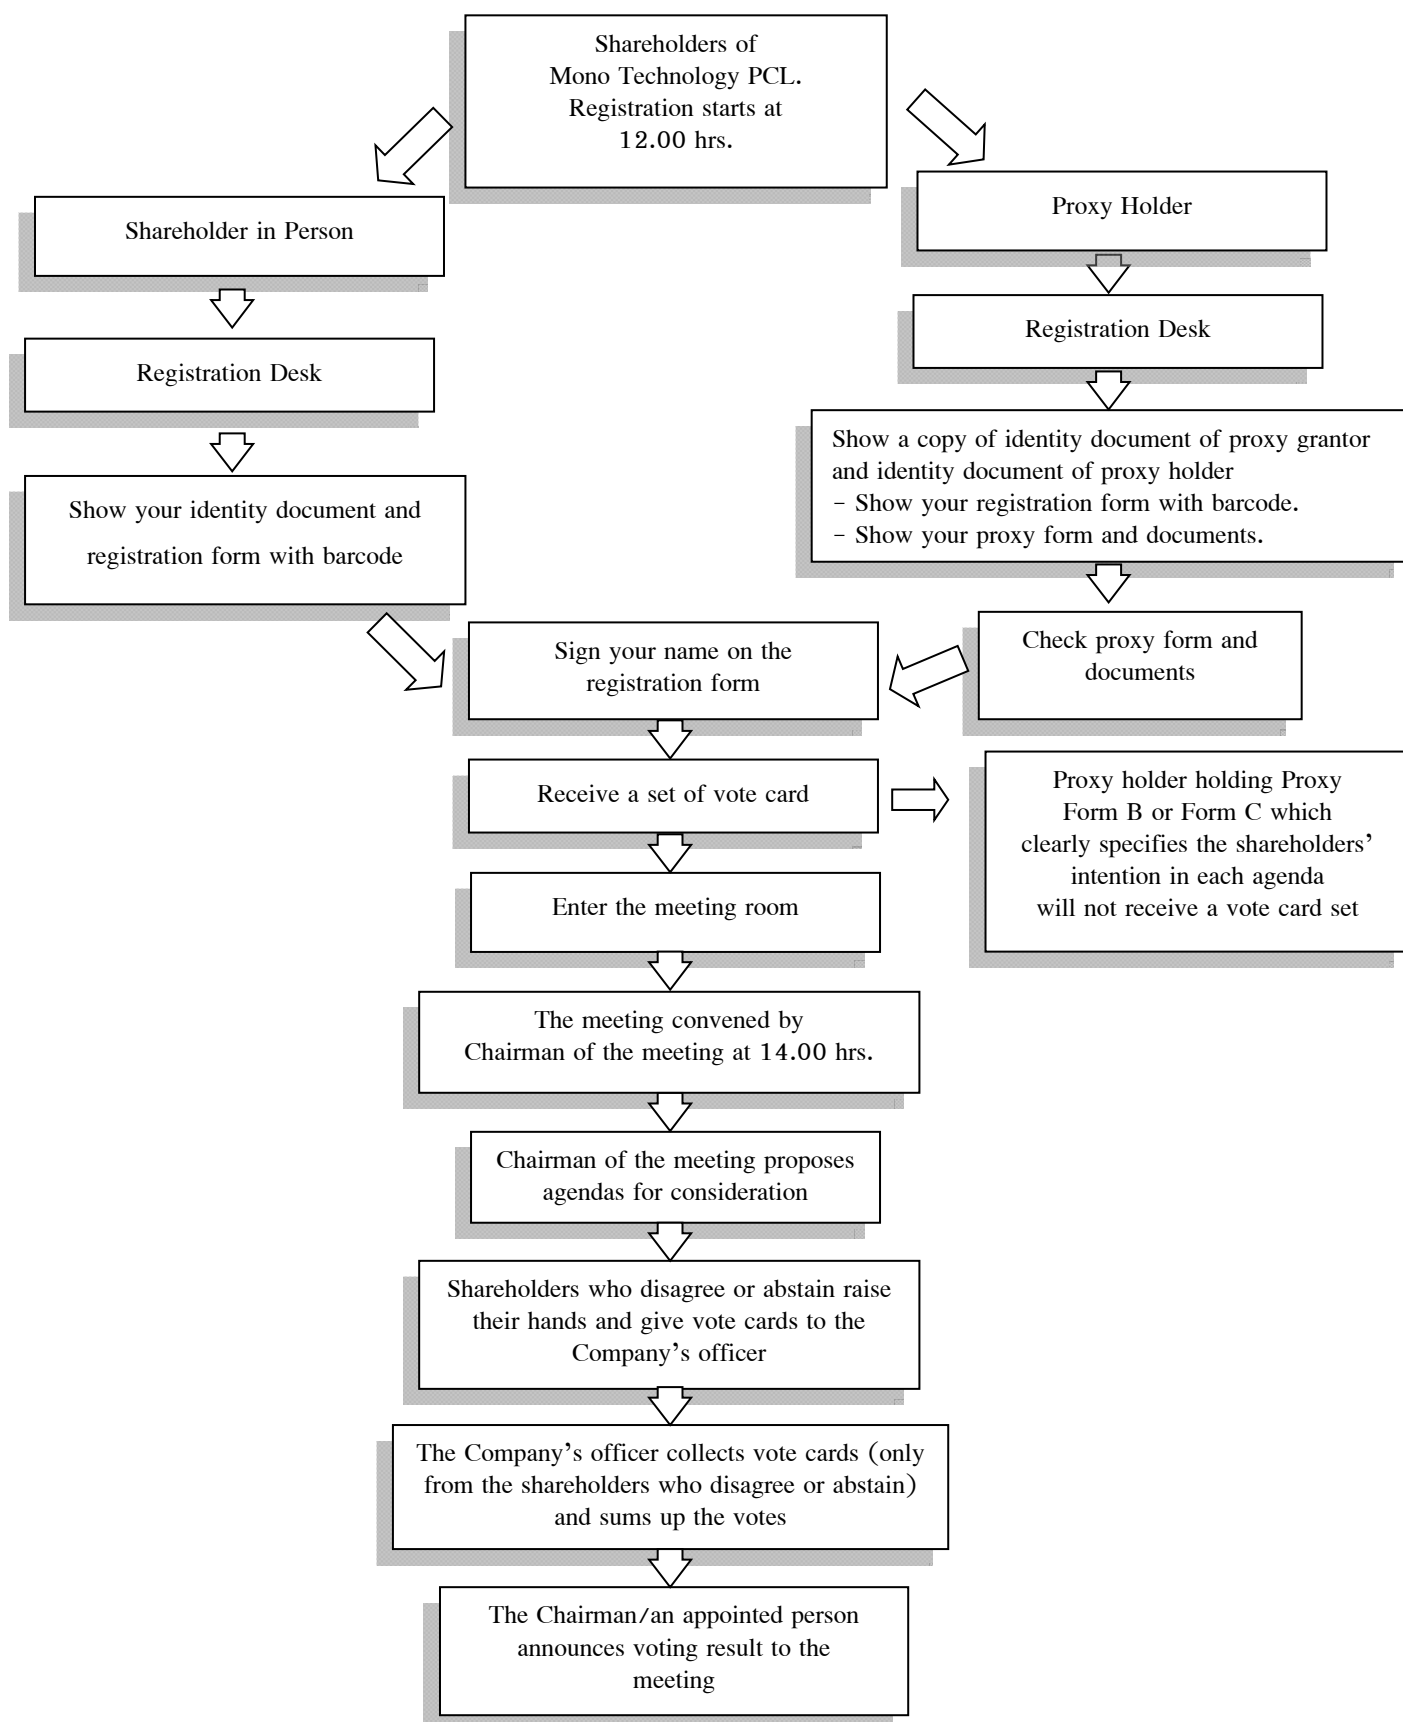 Shareholders of
Mono Technology PCL.
Registration starts at
12.00 hrs.
Shareholder in Person
Proxy Holder
Registration Desk
Registration Desk
Show your identity document and
registration form with barcode
Show a copy of identity document of proxy grantor
and identity document of proxy holder
- Show your registration form with barcode.
- Show your proxy form and documents.
Check proxy form and
documents
Sign your name on the
registration form
Receive a set of vote card
Proxy holder holding Proxy
Form B or Form C which
clearly specifies the shareholders’
intention in each agenda
will not receive a vote card set
Enter the meeting room
The meeting convened by
Chairman of the meeting at 14.00 hrs.
Chairman of the meeting proposes
agendas for consideration
Shareholders who disagree or abstain raise
their hands and give vote cards to the
Company’s officer
The Company’s officer collects vote cards (only
from the shareholders who disagree or abstain)
and sums up the votes
The Chairman/an appointed person
announces voting result to the
meeting